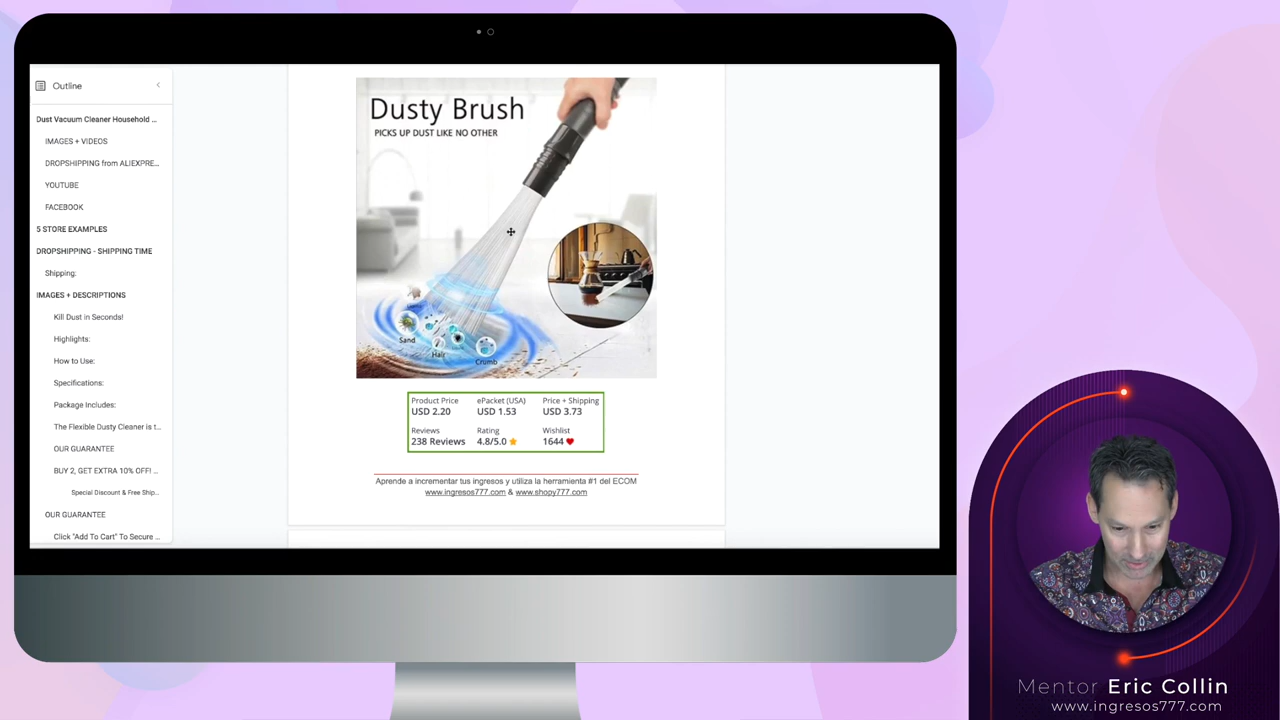 Outline
Dust Vacuum Cleaner Household ...
IMAGES + VIDEOS
DROPSHIPPING from ALIEXPRE...
YOUTUBE
FACEBOOK
5 STORE EXAMPLES
DROPSHIPPING - SHIPPING TIME
Shipping:
IMAGES + DESCRIPTIONS
Kill Dust in Seconds!
Highlights:
How to Use:
Specifications:
Package Includes:
The Flexible Dusty Cleaner is t...
OUR GUARANTEE
BUY 2, GET EXTRA 10% OFF! ...
Special Discount & Free Ship...
OUR GUARANTEE
Click "Add To Cart" To Secure ...
Dusty Brush
PICKS UP DUST LIKE NO OTHER
Sand
Hair
Crumb
Product Price ePacket (USA) Price + Shipping
USD 2.20 USD 1.53 USD 3.73
Reviews Rating Wishlist
238 Reviews 4.8/5.0 1644
Aprende a incrementar tus ingresos y utiliza la herramienta #1 del ECOM
www.ingresos777.com & www.shopy777.com
Mentor Eric Collin
www.ingresos777.com